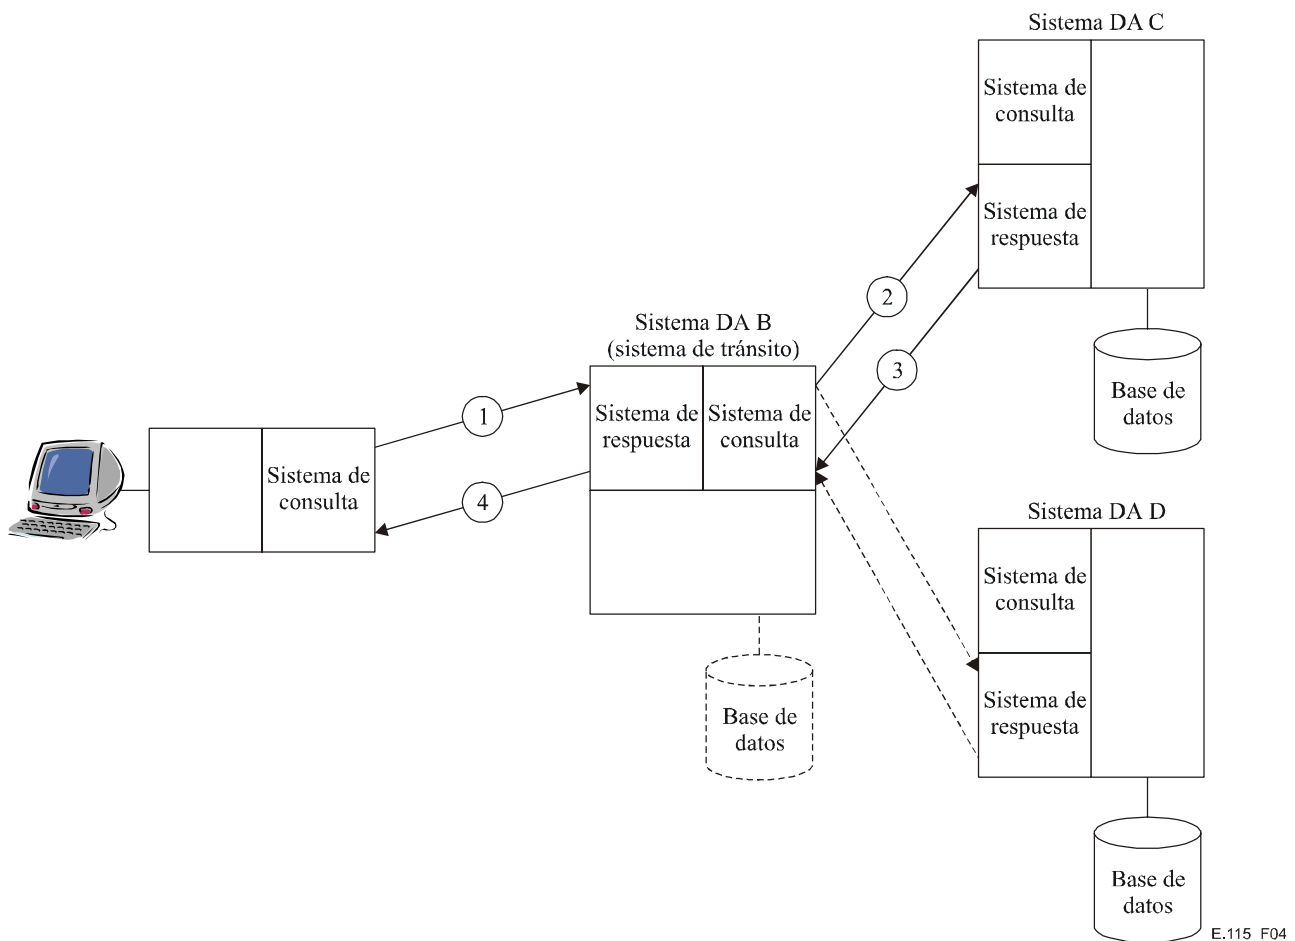 Sistema DA C
Sistema de
consulta
Sistema de
respuesta
2
Sistema DA B
(sistema de tránsito)
3
Base de
datos
1
Sistema de
respuesta
Sistema de
consulta
Sistema de
consulta
4
Sistema DA D
Sistema de
consulta
Sistema de
respuesta
Base de
datos
Base de
datos
E.115_F04